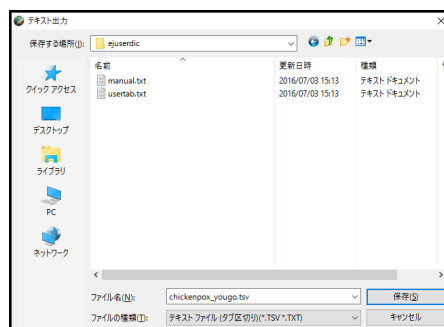 テキスト出力
保存する場所(I): ejuserdic
名前 更新日時 種類
manual.txt 2016/07/03 15:13 テキスト ドキュメント
usertab.txt 2016/07/03 15:13 テキスト ドキュメント
クイック アクセス
デスクトップ
ライブラリ
PC
ネットワーク
ファイル名(N): chickenpox_yougo.tsv 保存(S)
ファイルの種類(T): テキスト ファイル (タブ区切り)(*.TSV *.TXT) キャンセル